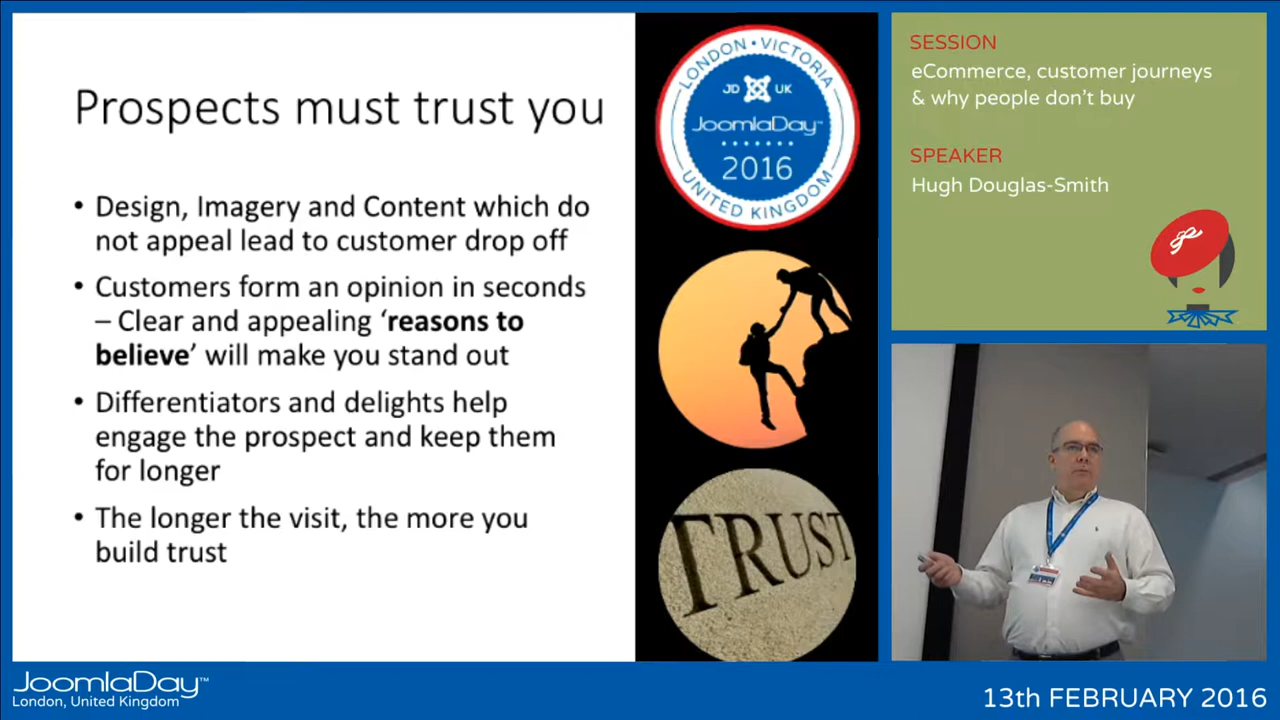 Prospects must trust you
• Design, Imagery and Content which do
not appeal lead to customer drop off
• Customers form an opinion in seconds
– Clear and appealing ‘reasons to
believe’ will make you stand out
• Differentiators and delights help
engage the prospect and keep them
for longer
• The longer the visit, the more you
build trust
LONDON • VICTORIA
JD UK
JoomlaDay™
2016
UNITED KINGDOM
TRUST
SESSION
eCommerce, customer journeys
& why people don't buy
SPEAKER
Hugh Douglas-Smith
JoomlaDay™
London, United Kingdom
13th FEBRUARY 2016